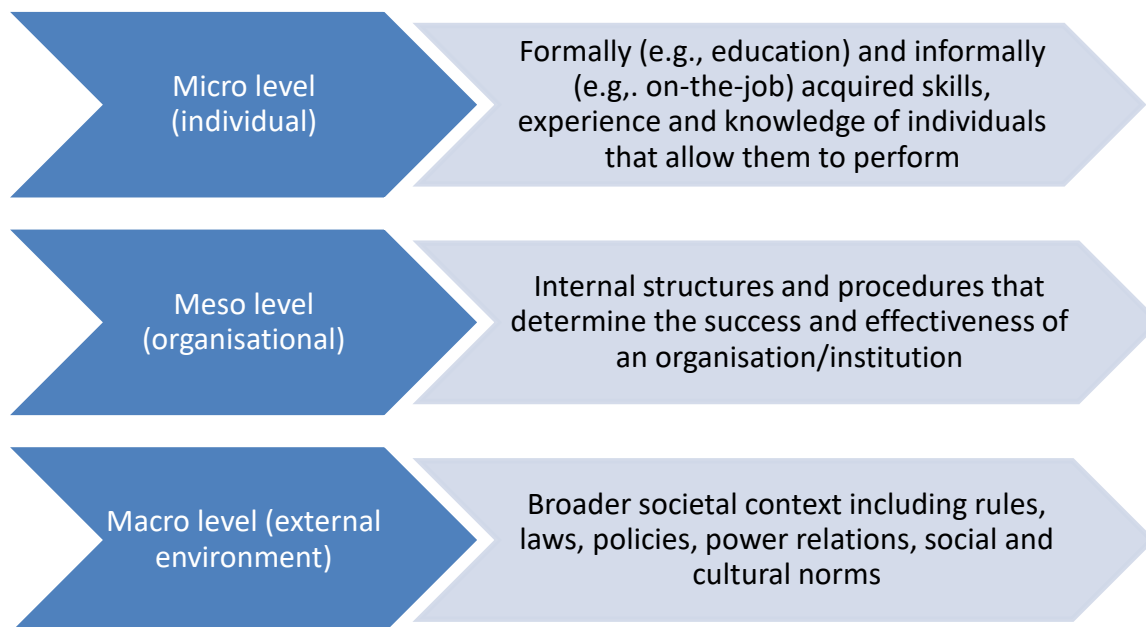 Micro level
(individual)
Formally (e.g., education) and informally
(e.g,. on-the-job) acquired skills,
experience and knowledge of individuals
that allow them to perform
Meso level
(organisational)
Internal structures and procedures that
determine the success and effectiveness of
an organisation/institution
Macro level (external
environment)
Broader societal context including rules,
laws, policies, power relations, social and
cultural norms